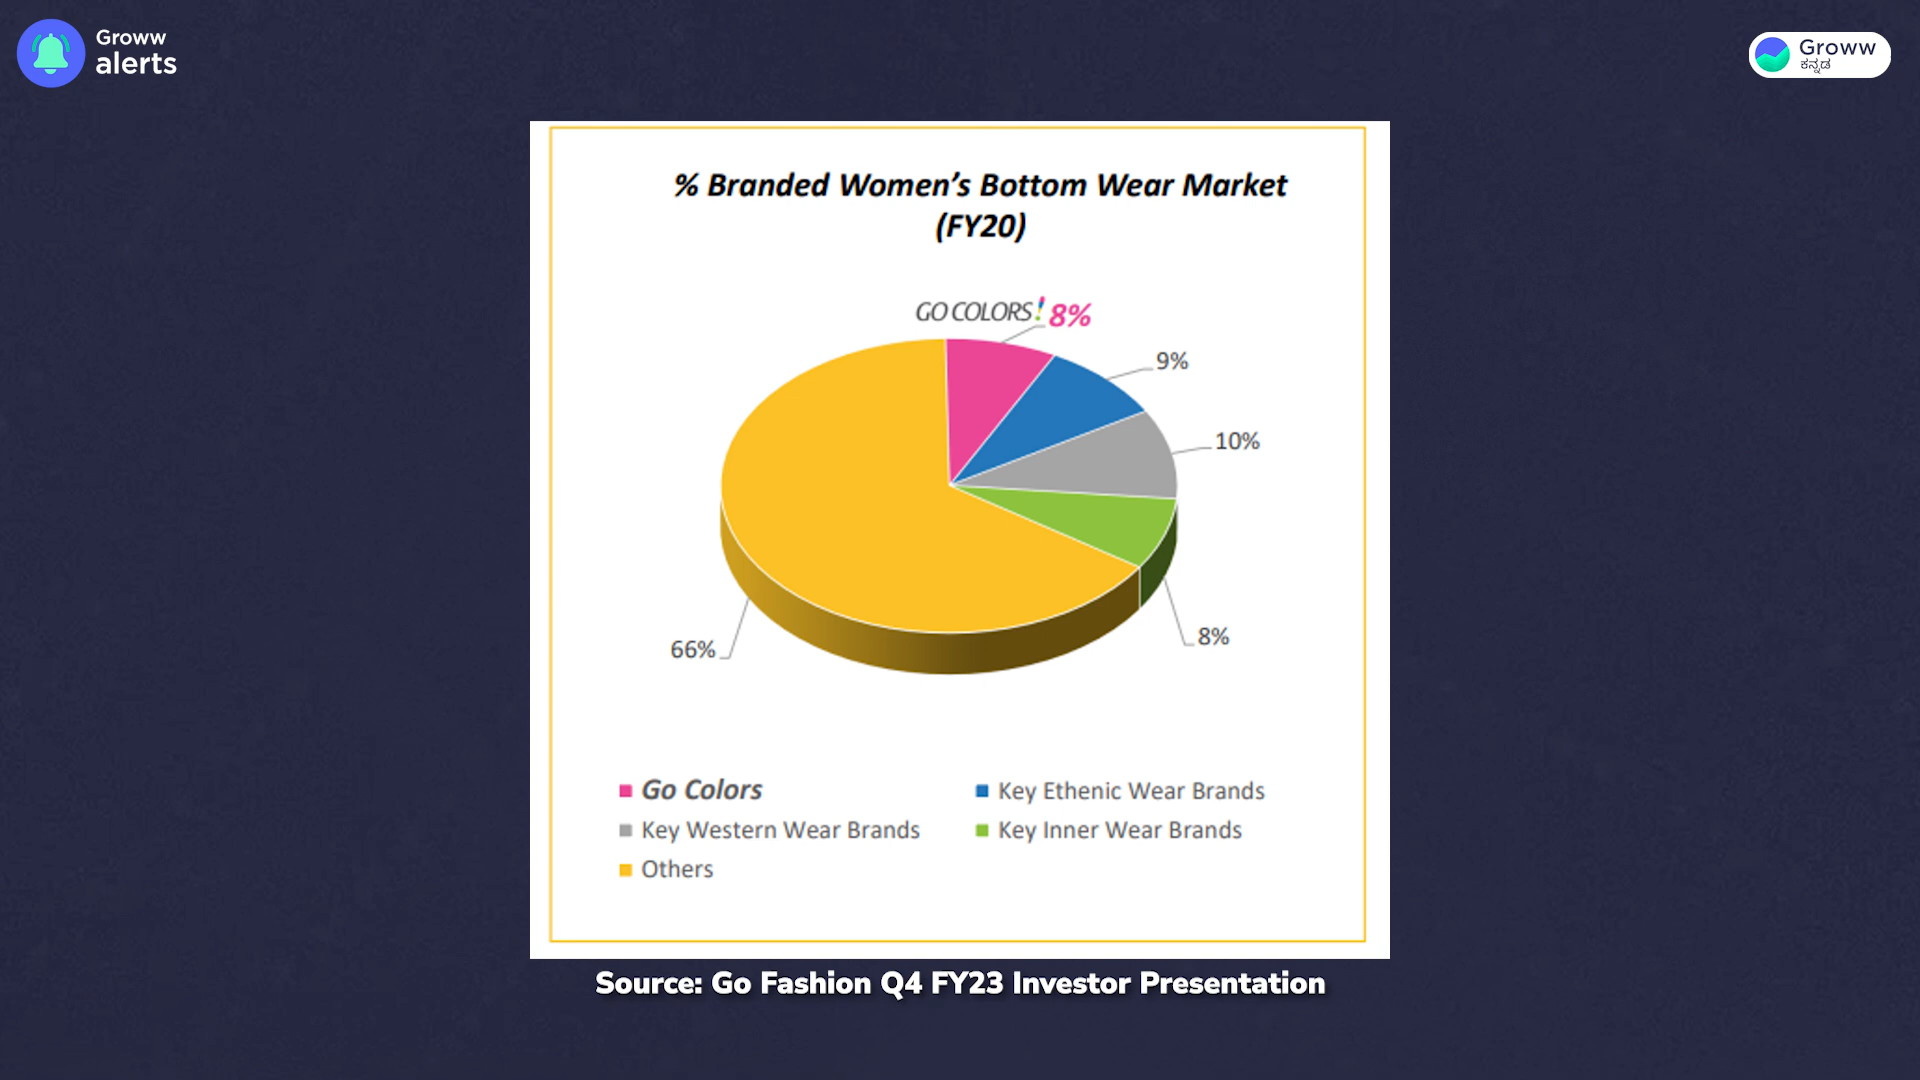 Groww
alerts
Groww
ಕನ್ನಡ
% Branded Women's Bottom Wear Market
(FY20)
GO COLORS! 8%
9%
10%
66%
8%
Go Colors
Key Ethenic Wear Brands
Key Western Wear Brands
Key Inner Wear Brands
Others
Source: Go Fashion Q4 FY23 Investor Presentation